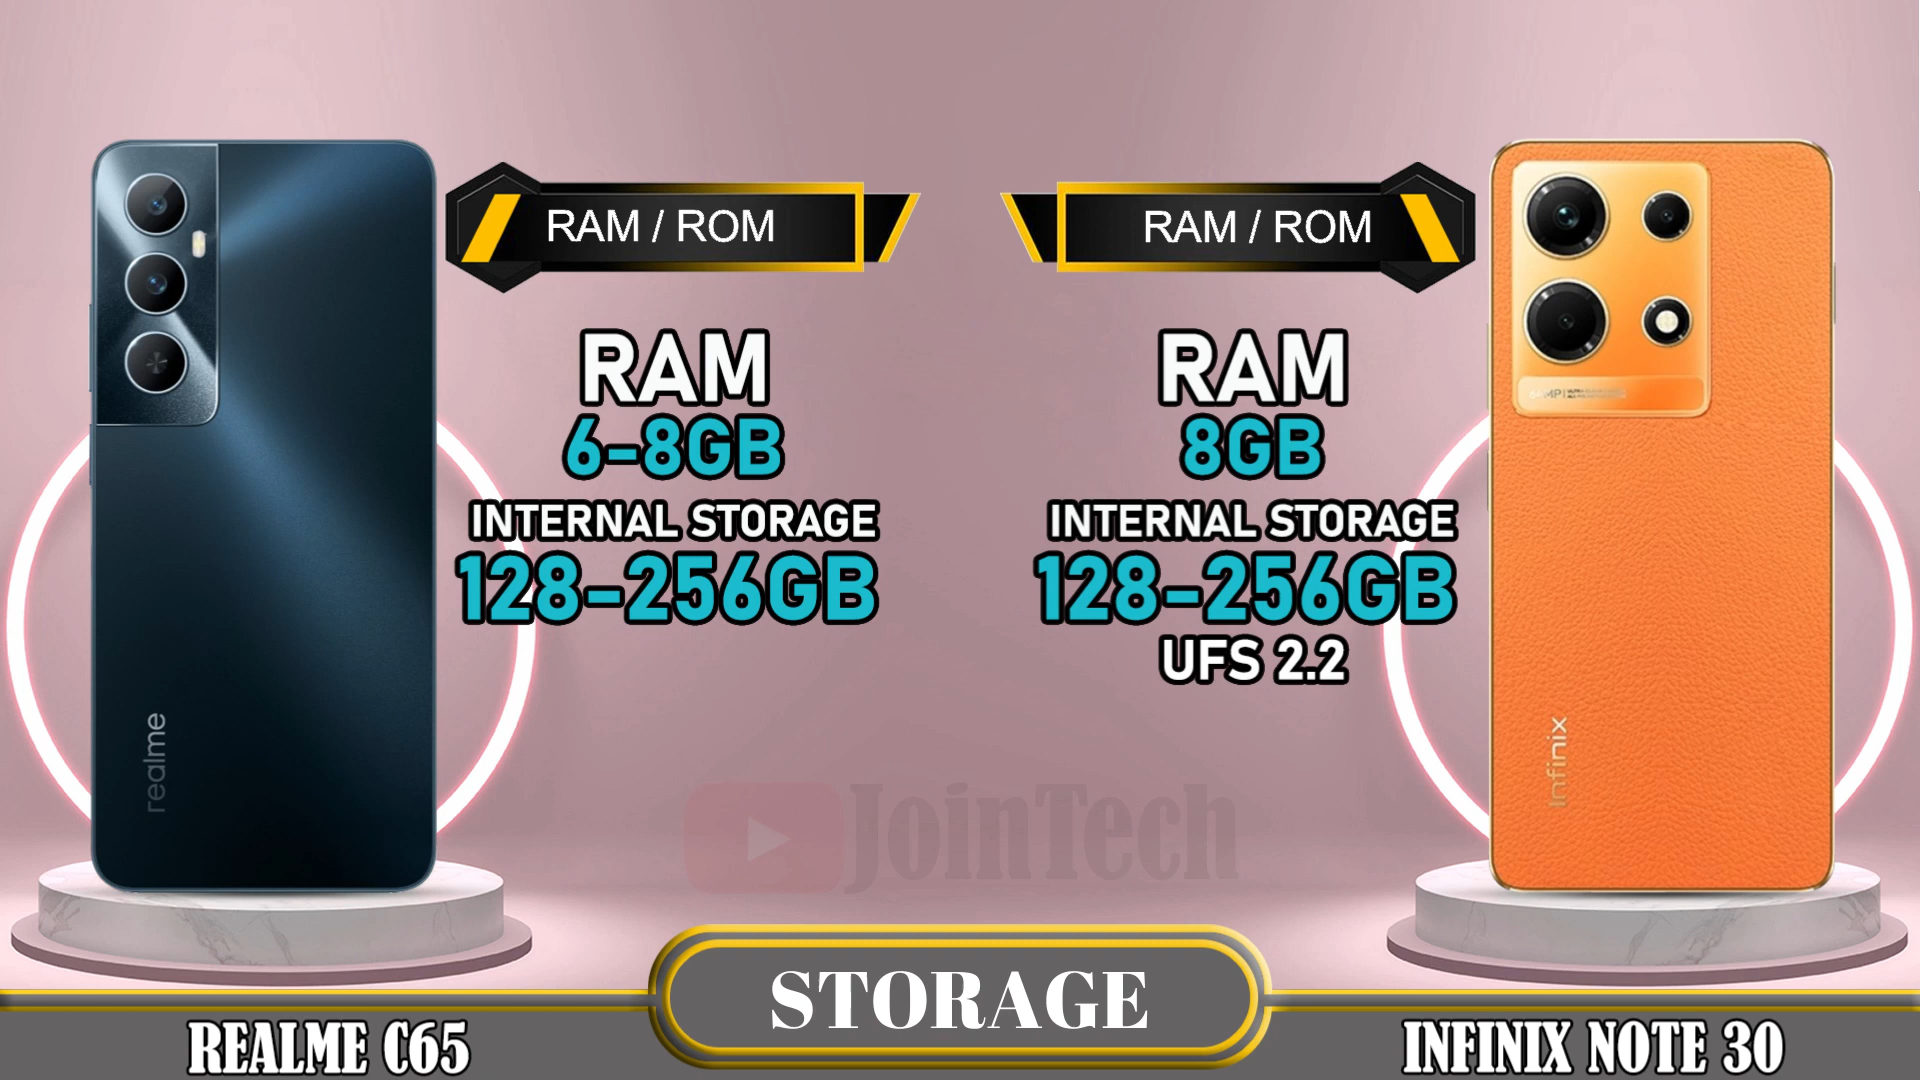 RAM / ROM
RAM
6-8GB
INTERNAL STORAGE
128-256GB
RAM / ROM
RAM
8GB
INTERNAL STORAGE
128-256GB
UFS 2.2
realme
Infinix
JoinTech
STORAGE
REALME C65
INFINIX NOTE 30